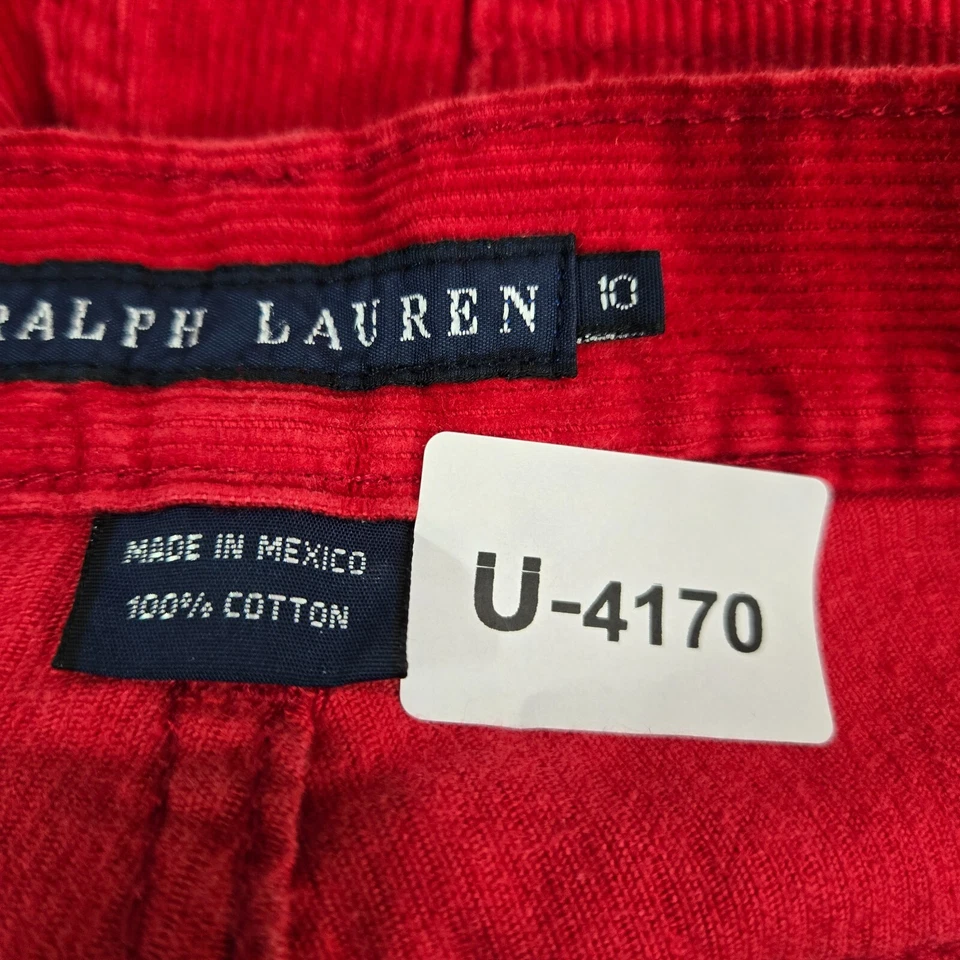 RALPH LAUREN
10
MADE IN MEXICO
100% COTTON
U-4170